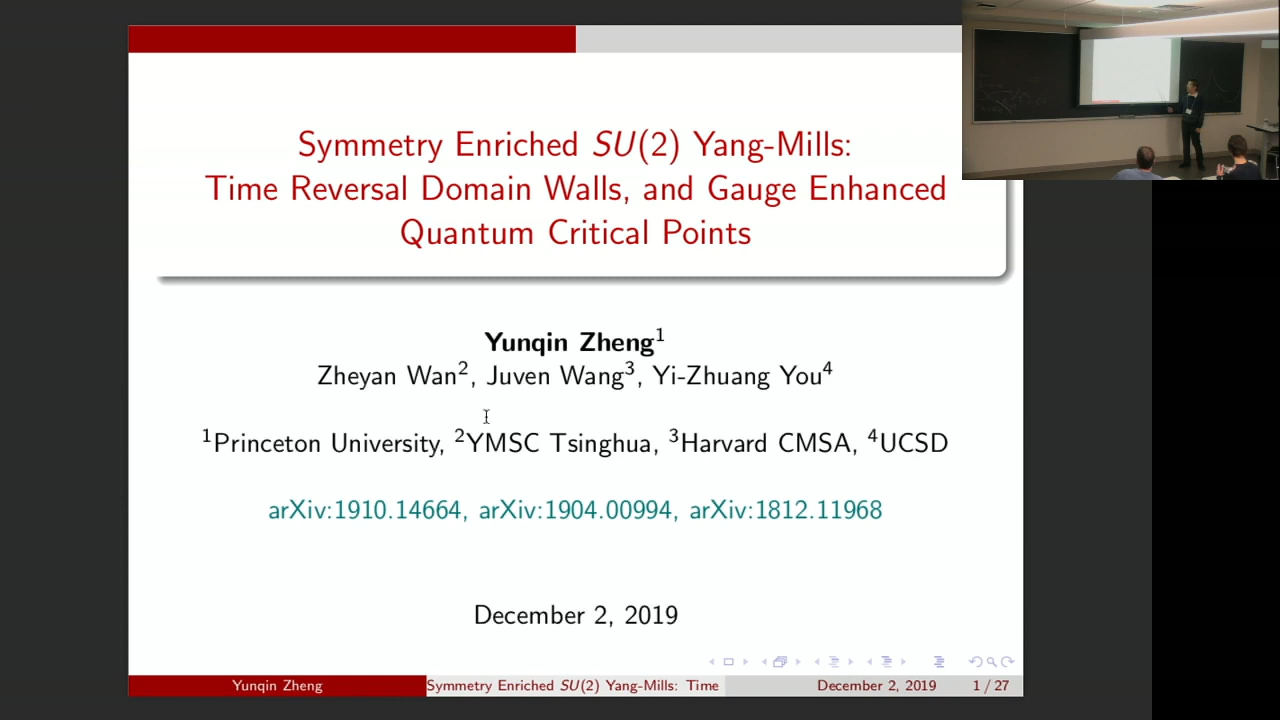 Symmetry Enriched SU(2) Yang-Mills:
Time Reversal Domain Walls, and Gauge Enhanced
Quantum Critical Points
Yunqin Zheng¹
Zheyan Wan², Juven Wang³, Yi-Zhuang You⁴
¹Princeton University, ²YMSC Tsinghua, ³Harvard CMSA, ⁴UCSD
arXiv:1910.14664, arXiv:1904.00994, arXiv:1812.11968
December 2, 2019
Yunqin Zheng Symmetry Enriched SU(2) Yang-Mills: Time December 2, 2019 1 / 27